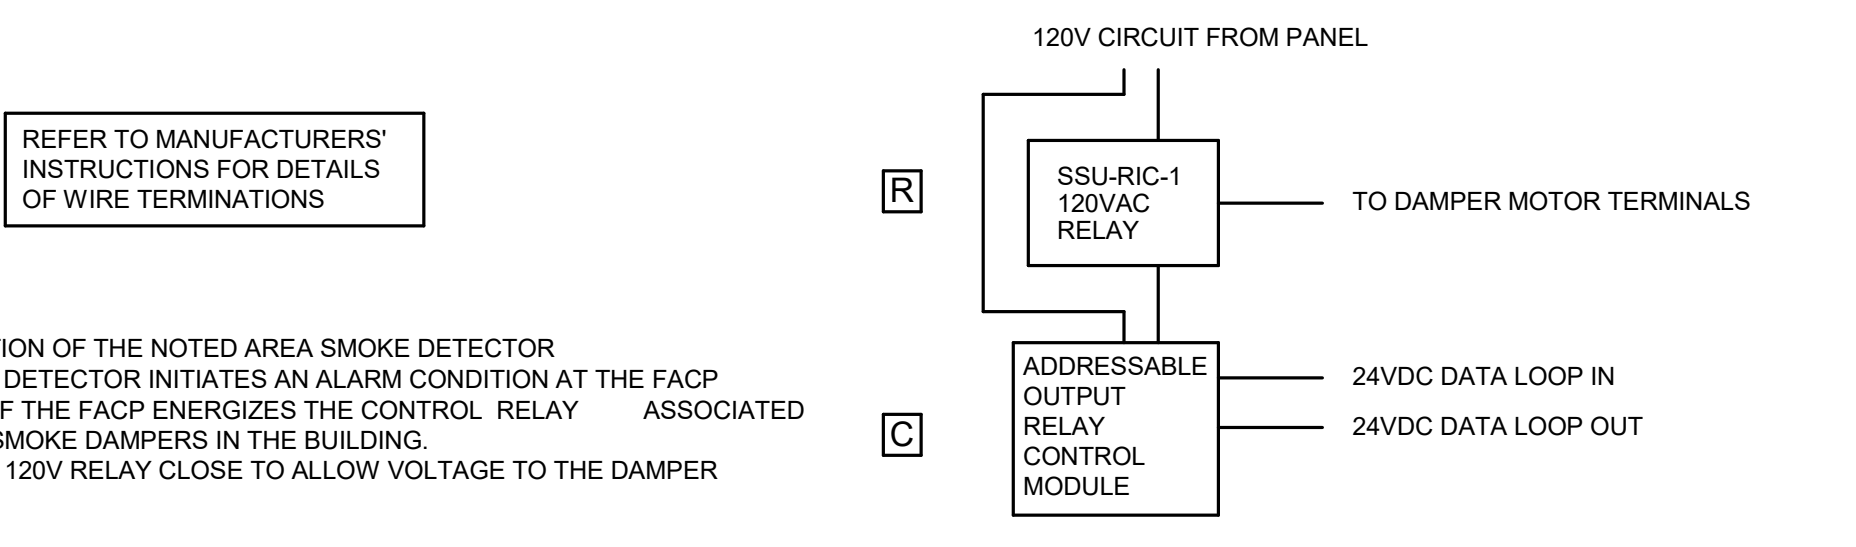 120V CIRCUIT FROM PANEL
REFER TO MANUFACTURERS'
INSTRUCTIONS FOR DETAILS
OF WIRE TERMINATIONS
R
SSU-RIC-1
120VAC
RELAY
TO DAMPER MOTOR TERMINALS
OF THE NOTED AREA SMOKE DETECTOR
DETECTOR INITIATES AN ALARM CONDITION AT THE FACP
THE FACP ENERGIZES THE CONTROL RELAY ASSOCIATED
SMOKE DAMPERS IN THE BUILDING.
120V RELAY CLOSE TO ALLOW VOLTAGE TO THE DAMPER
C
ADDRESSABLE
OUTPUT
RELAY
CONTROL
MODULE
24VDC DATA LOOP IN
24VDC DATA LOOP OUT